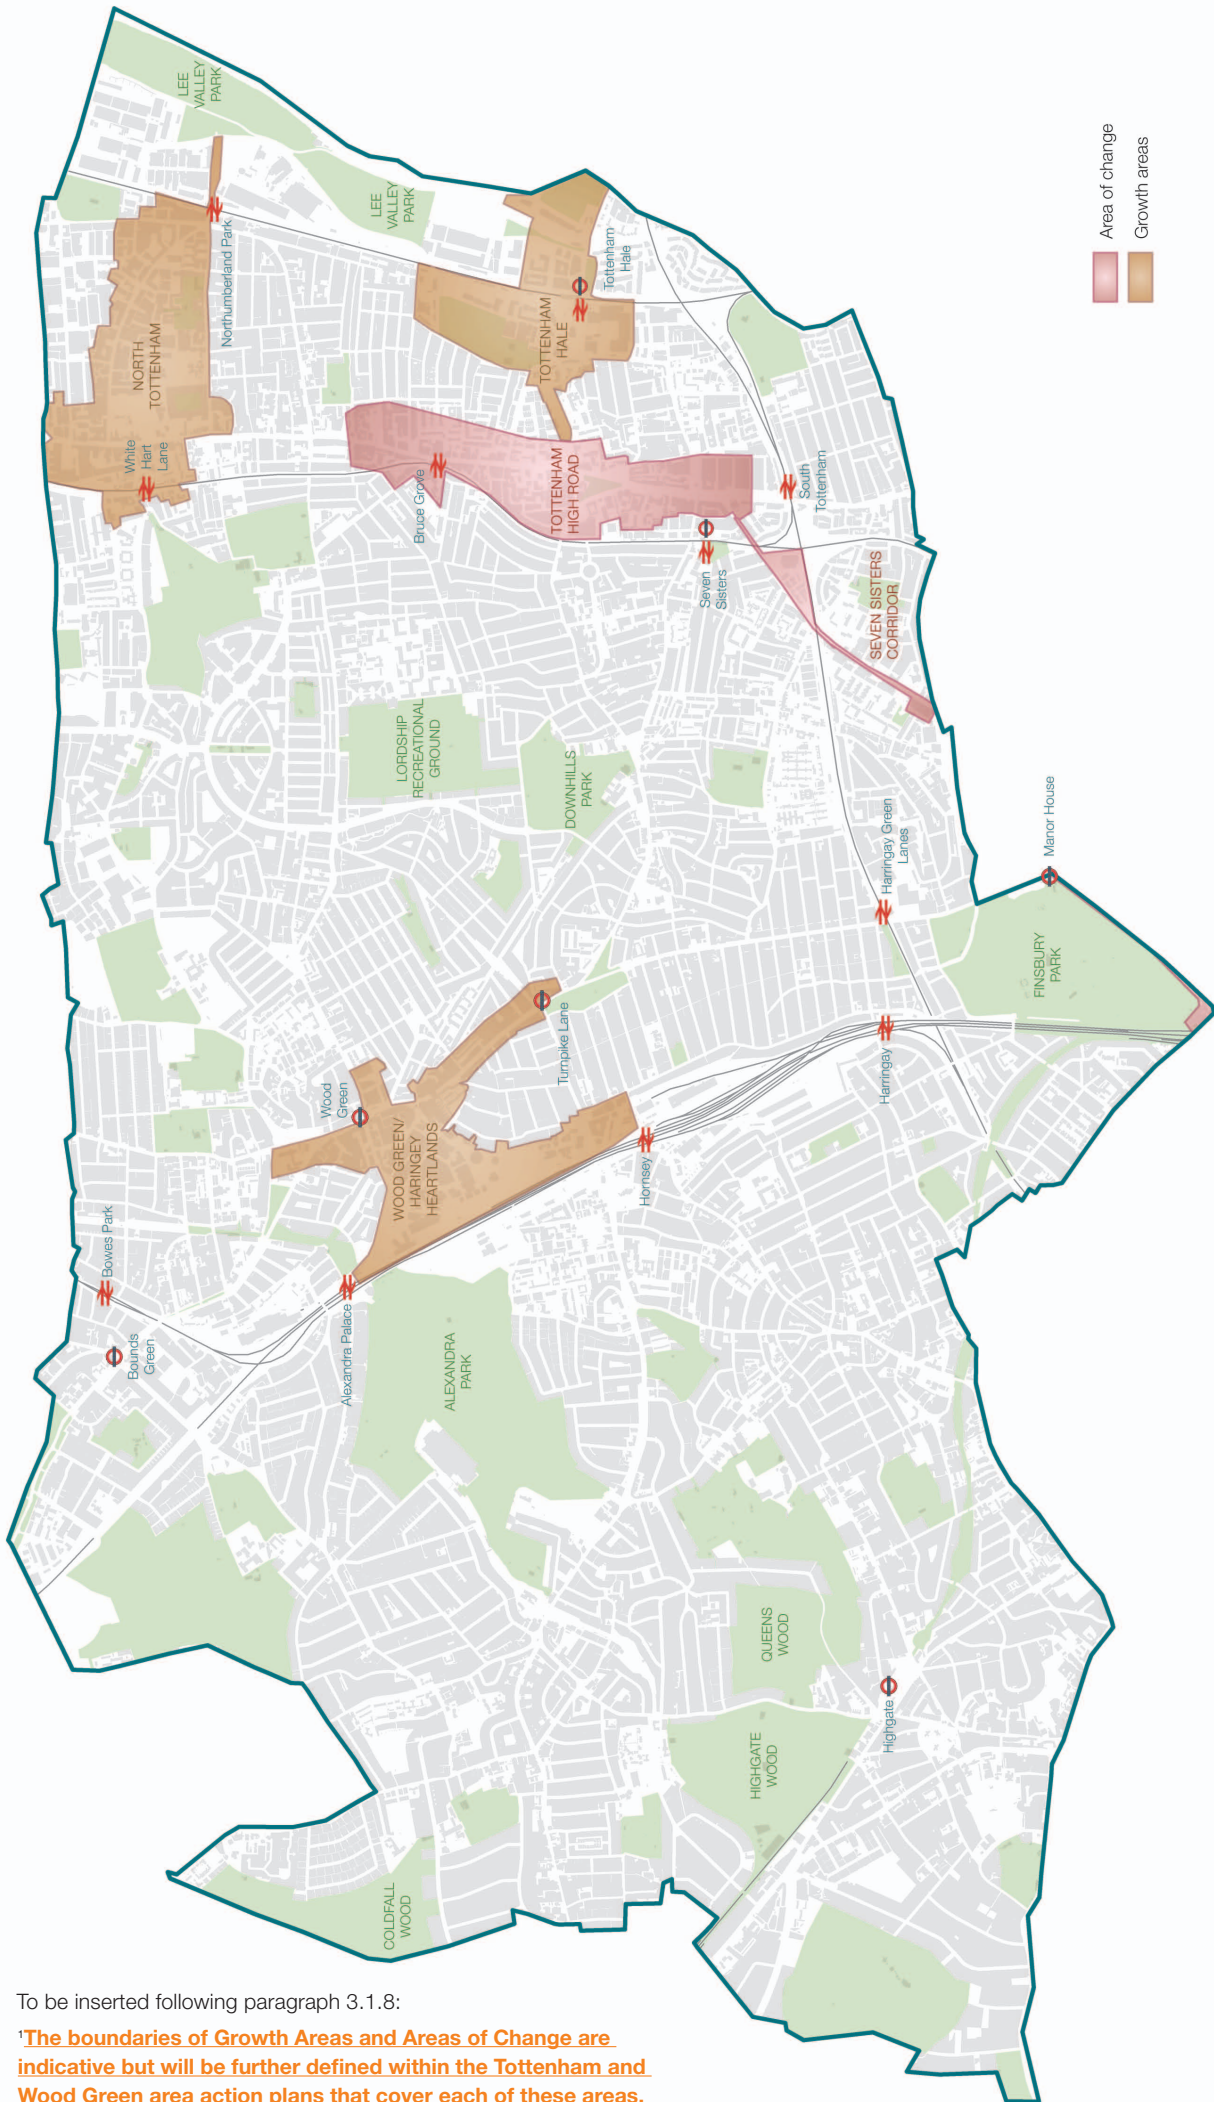 LEE
VALLEY
PARK
LEE
VALLEY
PARK
Northumberland Park
NORTH
TOTTENHAM
White
Hart
Lane
Tottenham
Hale
TOTTENHAM
HALE
Bruce Grove
TOTTENHAM
HIGH ROAD
South
Tottenham
Seven
Sisters
SEVEN SISTERS
CORRIDOR
Area of change
Growth areas
LORDSHIP
RECREATIONAL
GROUND
DOWNHILLS
PARK
Harringay Green
Lanes
Manor House
FINSBURY
PARK
Harringay
Turnpike Lane
Wood
Green
WOOD GREEN/
HARINGEY
HEARTLANDS
Hornsey
Bowes Park
Bounds
Green
Alexandra Palace
ALEXANDRA
PARK
QUEENS
WOOD
Highgate
HIGHGATE
WOOD
COLDFALL
WOOD
To be inserted following paragraph 3.1.8:
¹The boundaries of Growth Areas and Areas of Change are
indicative but will be further defined within the Tottenham and
Wood Green area action plans that cover each of these areas.